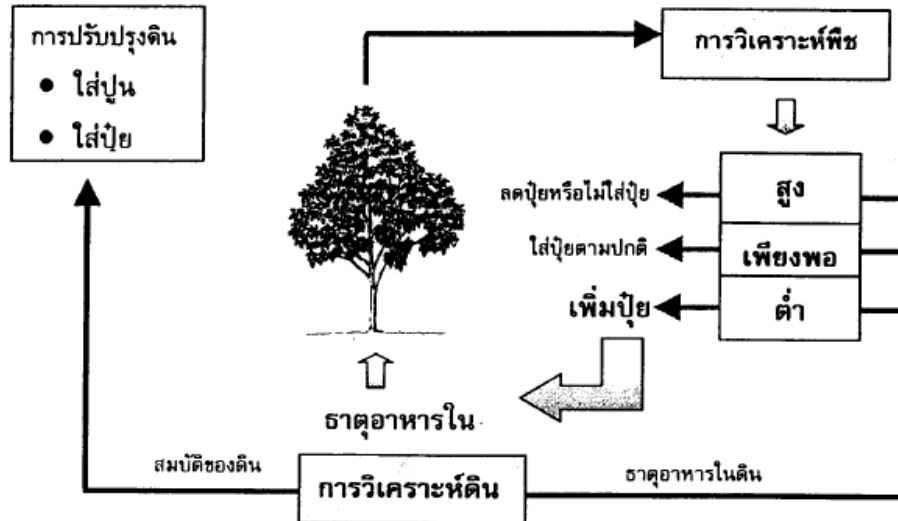 การปรับปรุงดิน
● ใส่ปูน
● ใส่ปุ๋ย
การวิเคราะห์พืช
สูง
ลดปุ๋ยหรือไม่ใส่ปุ๋ย
เพียงพอ
ใส่ปุ๋ยตามปกติ
ต่ำ
เพิ่มปุ๋ย
ธาตุอาหารใน
สมบัติของดิน
การวิเคราะห์ดิน
ธาตุอาหารในดิน